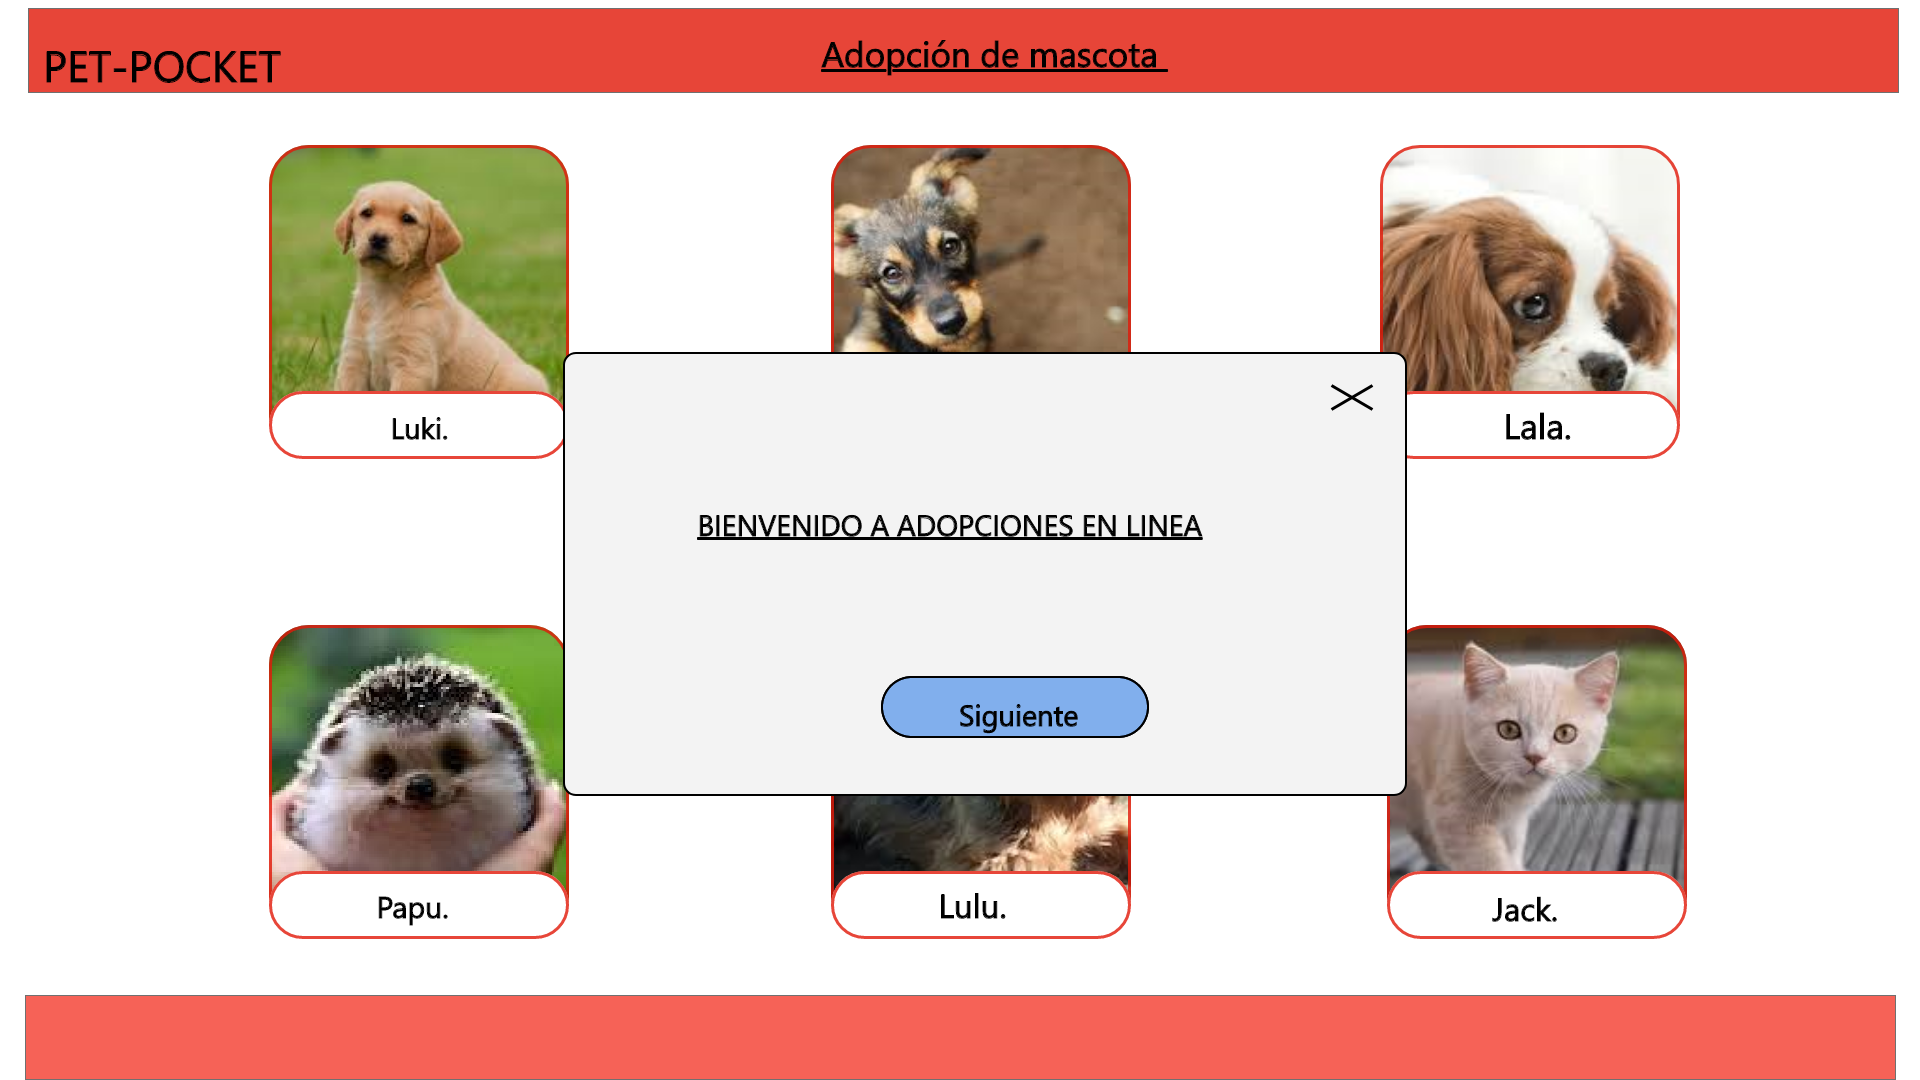 PET-POCKET
Adopción de mascota
Luki.
Lala.
BIENVENIDO A ADOPCIONES EN LINEA
Siguiente
Papu.
Lulu.
Jack.